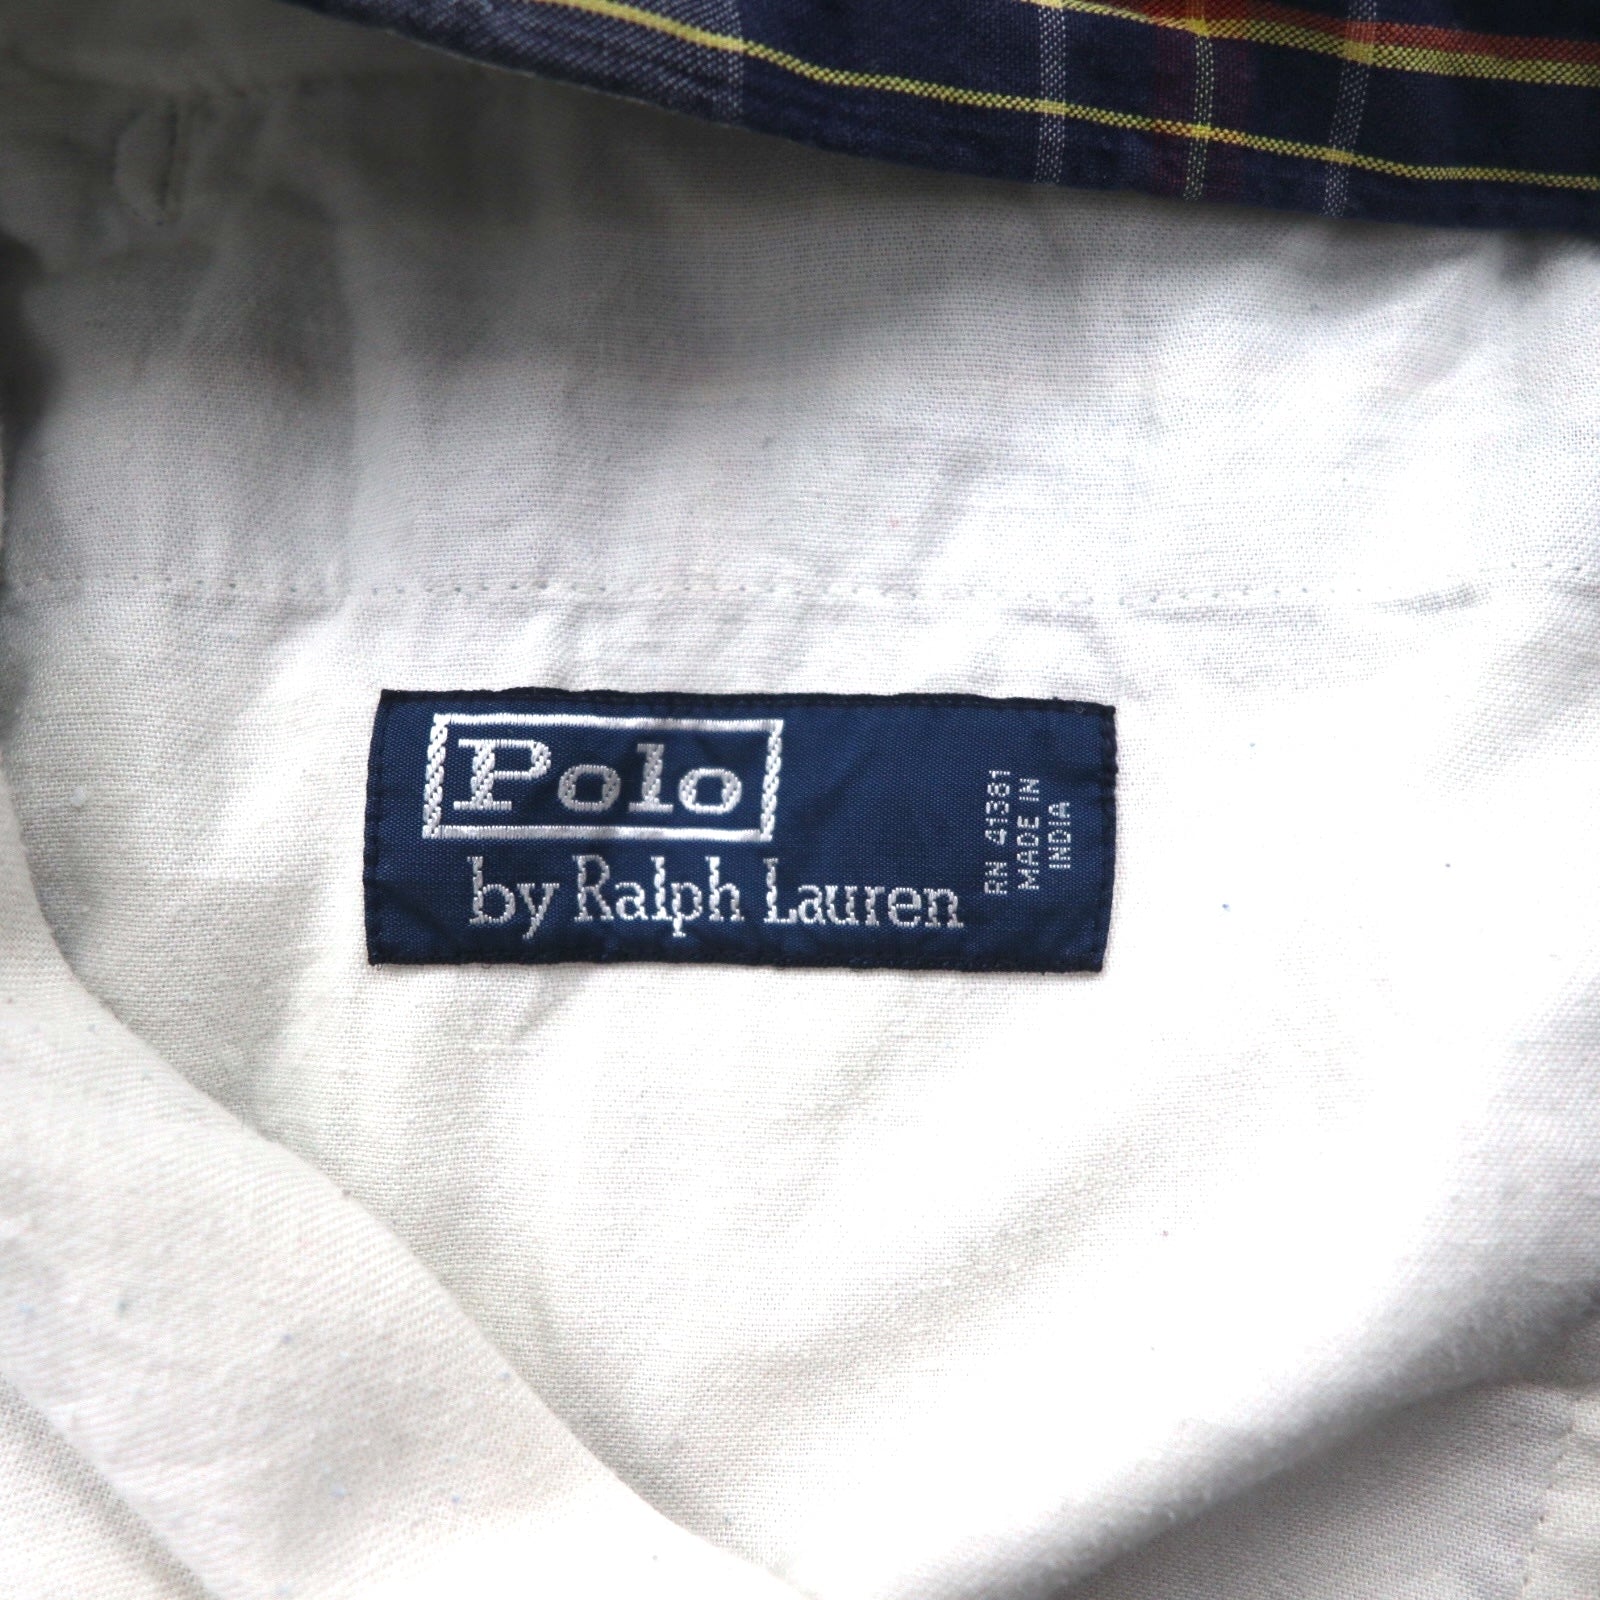 Polo
by Ralph Lauren
RN 41381
MADE IN
INDIA